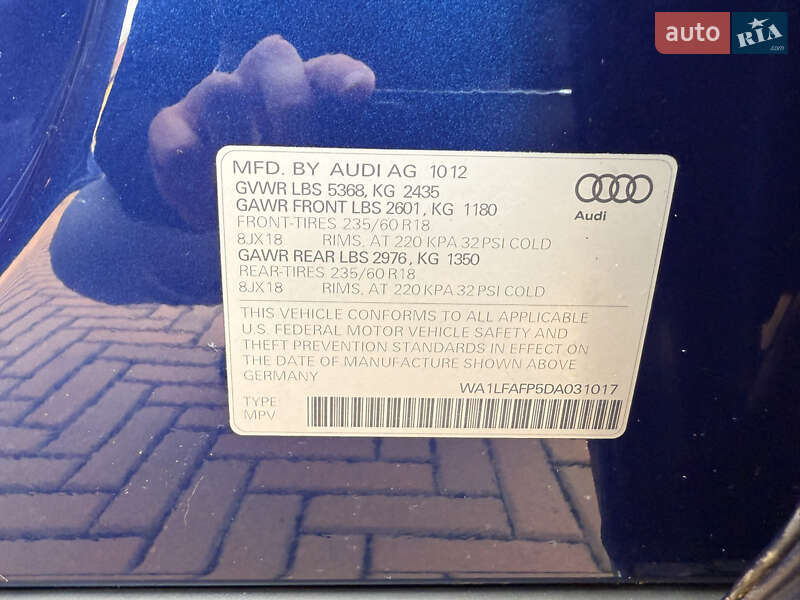 auto RIA.com
MFD. BY AUDI AG 1012
GVWR LBS 5368, KG 2435
GAWR FRONT LBS 2601, KG 1180
FRONT-TIRES 235/60 R18
8JX18 RIMS, AT 220 KPA 32 PSI COLD
GAWR REAR LBS 2976, KG 1350
REAR-TIRES 235/60 R18
8JX18 RIMS, AT 220 KPA 32 PSI COLD
Audi
THIS VEHICLE CONFORMS TO ALL APPLICABLE
U.S. FEDERAL MOTOR VEHICLE SAFETY AND
THEFT PREVENTION STANDARDS IN EFFECT ON
THE DATE OF MANUFACTURE SHOWN ABOVE
GERMANY WA1LFAFP5DA031017
TYPE
MPV